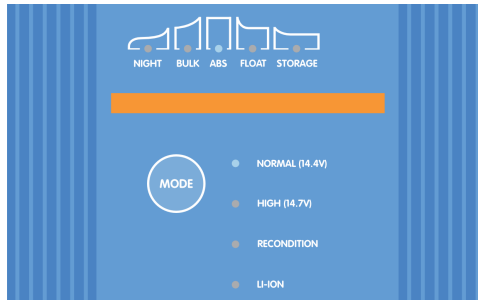 NIGHT BULK ABS FLOAT STORAGE
MODE
NORMAL (14.4V)
HIGH (14.7V)
RECONDITION
LI-ION